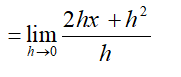 = lim h→0 (2hx + h²) / h